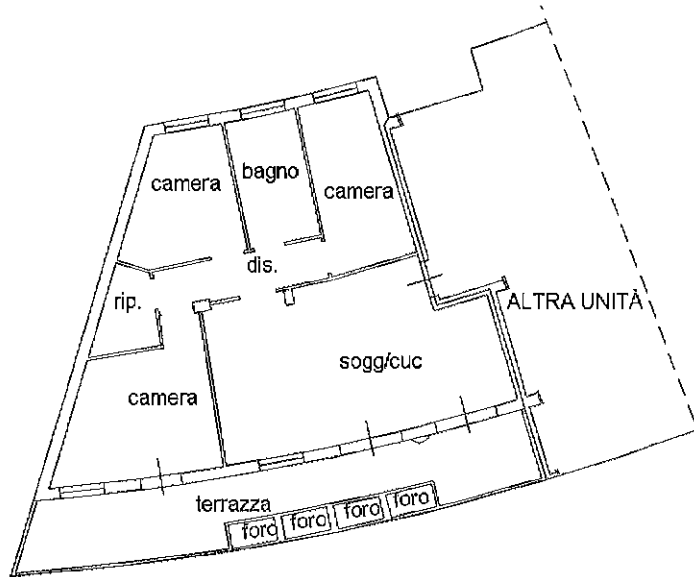 camera
bagno
camera
dis.
rip.
ALTRA UNITÀ
sogg/cuc
camera
terrazza
foro
foro
foro
foro